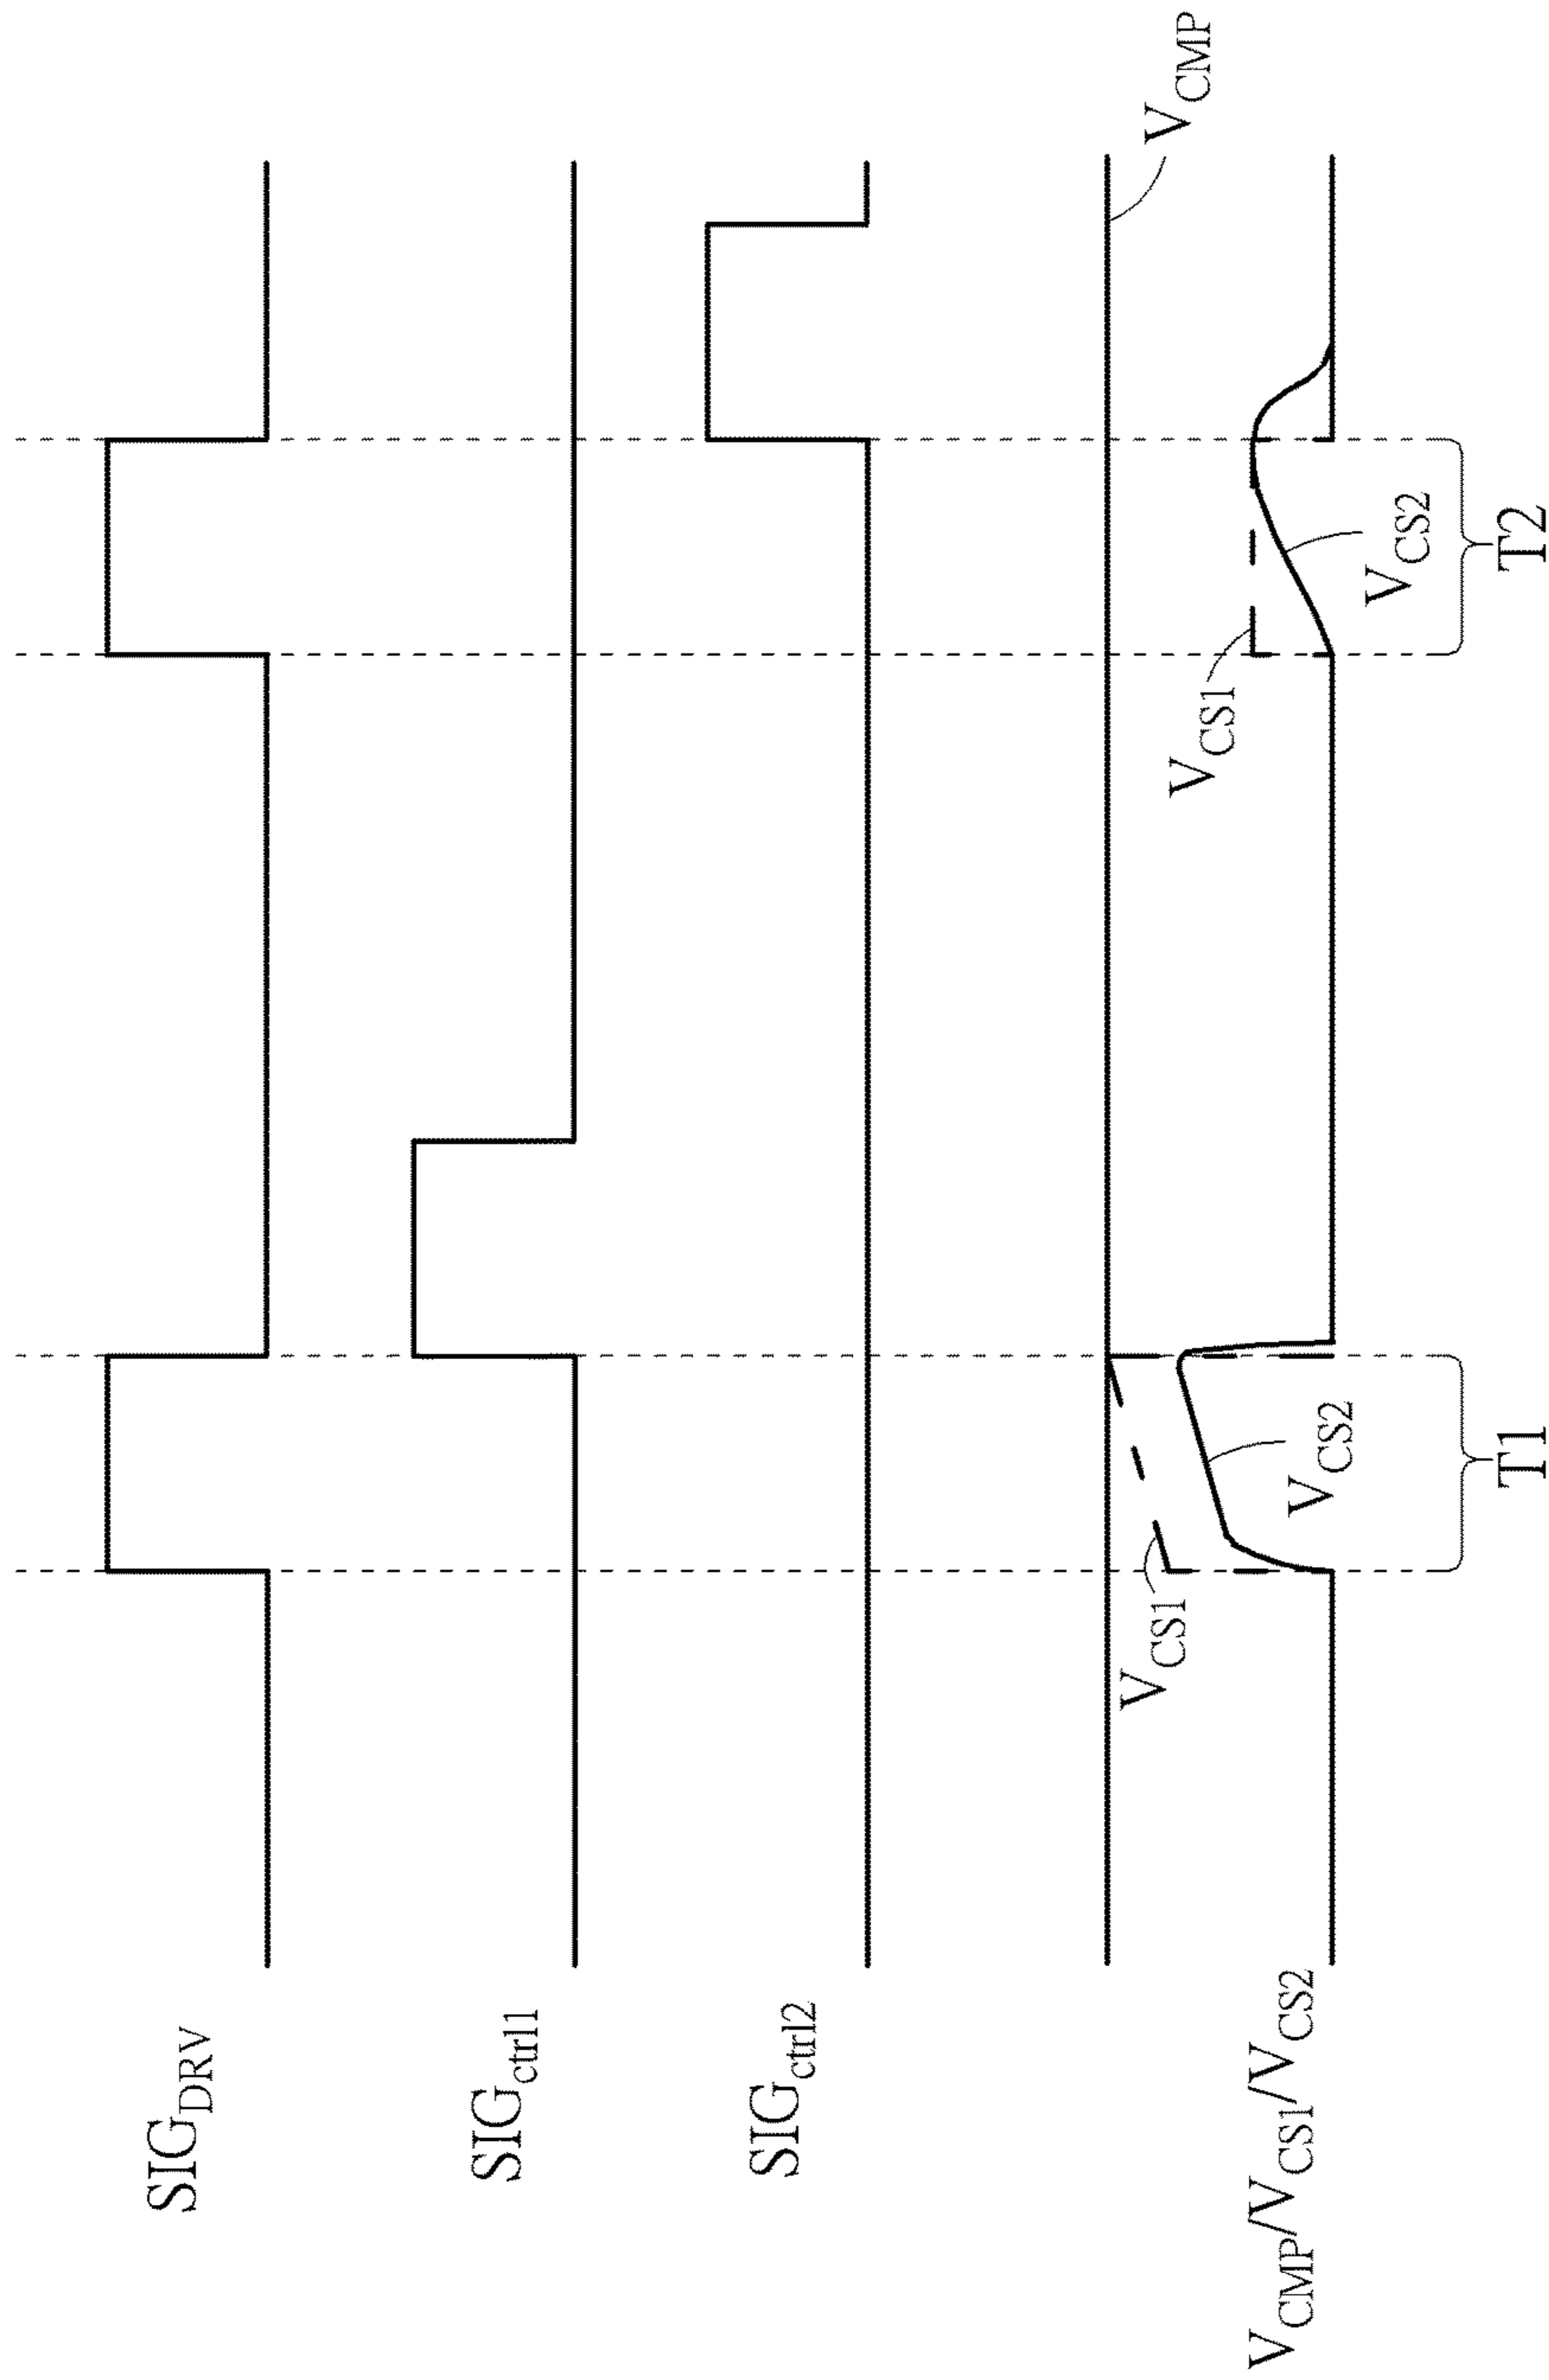 SIG_DRV
SIG_ctrl1
SIG_ctrl2
V_CMP/V_CS1/V_CS2
V_CMP
V_CS1
V_CS2
V_CS1
V_CS2
T1
T2